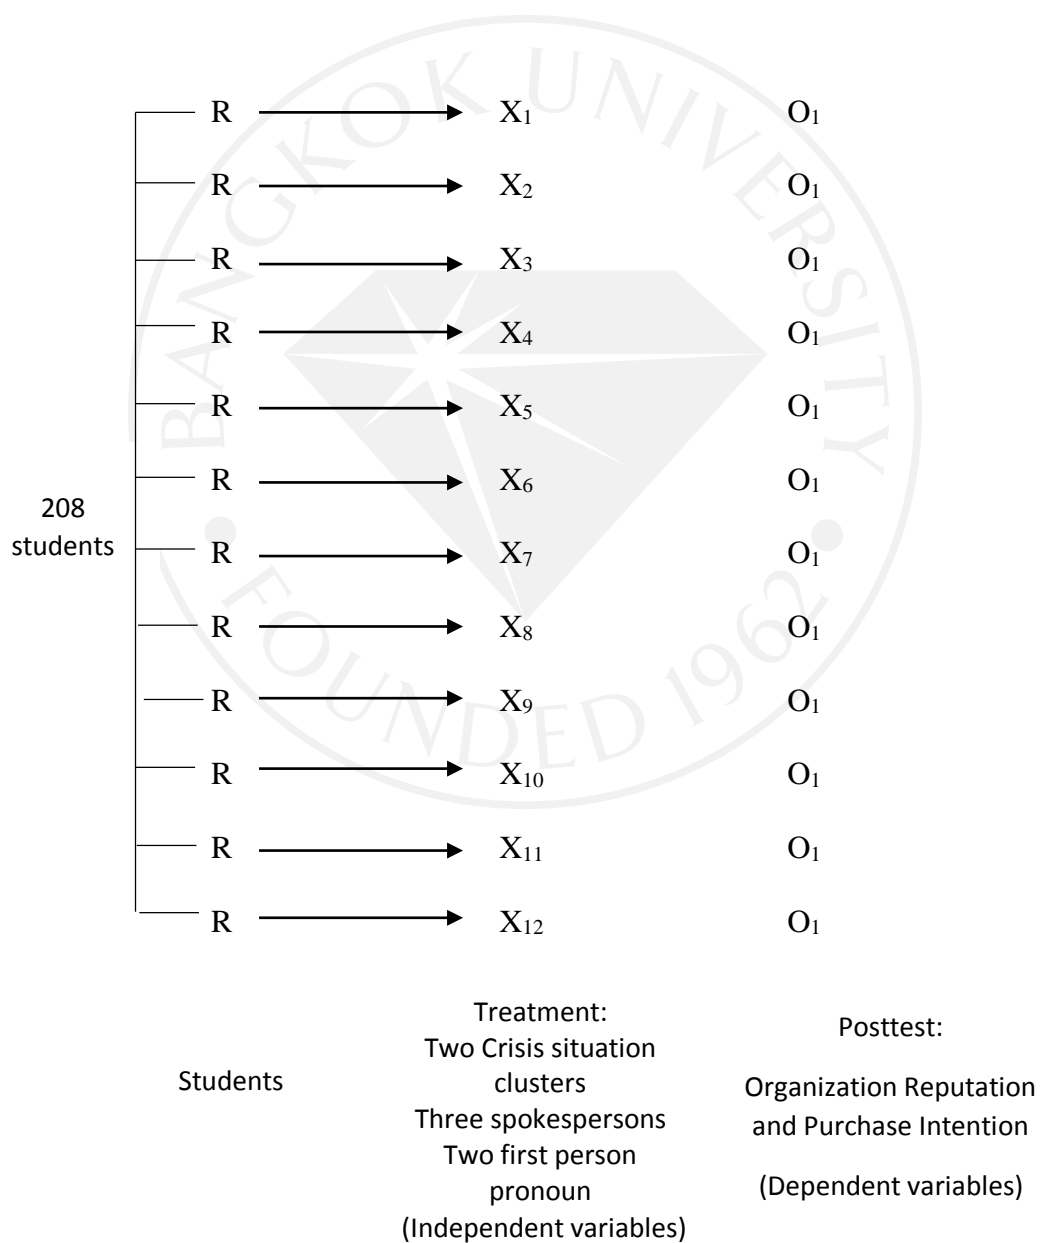 BANGKOK UNIVERSITY
R X1 O1
R X2 O1
R X3 O1
R X4 O1
R X5 O1
R X6 O1
208
students
R X7 O1
R X8 O1
R X9 O1
R X10 O1
R X11 O1
R X12 O1
FOUNDED 1962
Students
Treatment:
Two Crisis situation
clusters
Three spokespersons
Two first person
pronoun
(Independent variables)
Posttest:
Organization Reputation
and Purchase Intention
(Dependent variables)